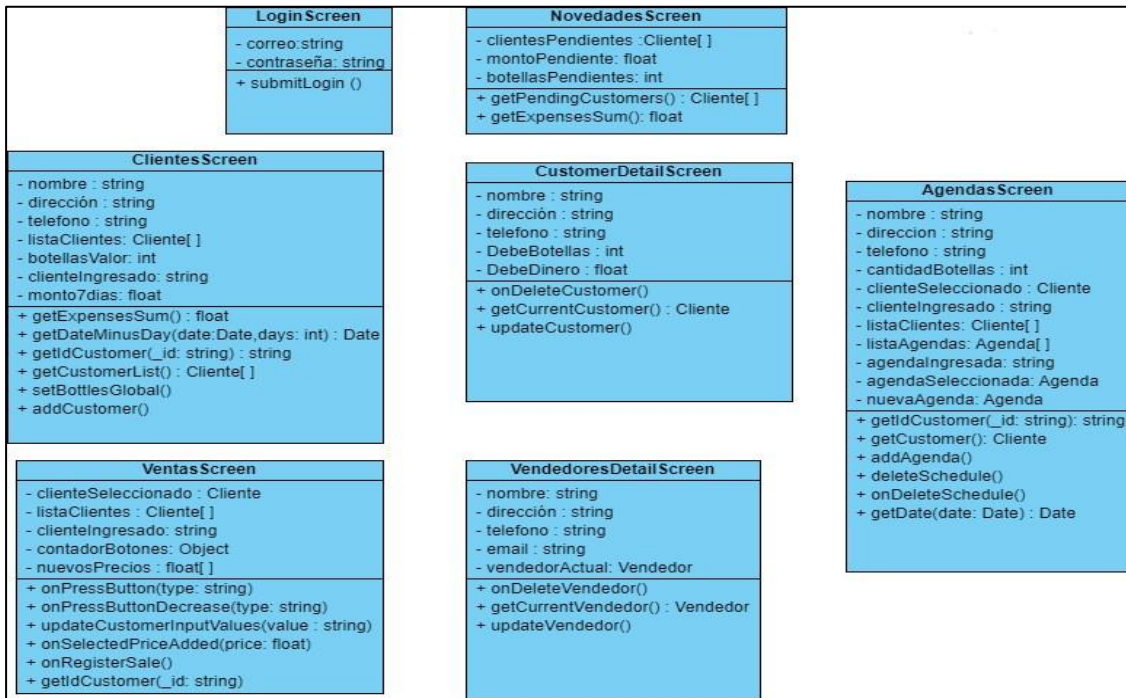 LoginScreen
- correo:string
- contraseña: string
+ submitLogin ()
NovedadesScreen
- clientesPendientes :Cliente[ ]
- montoPendiente: float
- botellasPendientes: int
+ getPendingCustomers() : Cliente[ ]
+ getExpensesSum(): float
ClientesScreen
- nombre : string
- dirección : string
- telefono : string
- listaClientes: Cliente[ ]
- botellasValor: int
- clienteIngresado: string
- monto7dias: float
+ getExpensesSum() : float
+ getDateMinusDay(date:Date,days: int) : Date
+ getIdCustomer(_id: string) : string
+ getCustomerList() : Cliente[ ]
+ setBottlesGlobal()
+ addCustomer()
CustomerDetailScreen
- nombre : string
- dirección : string
- telefono : string
- DebeBotellas : int
- DebeDinero : float
+ onDeleteCustomer()
+ getCurrentCustomer() : Cliente
+ updateCustomer()
AgendasScreen
- nombre : string
- direccion : string
- telefono : string
- cantidadBotellas : int
- clienteSeleccionado : Cliente
- clienteIngresado : string
- listaClientes: Cliente[ ]
- listaAgendas: Agenda[ ]
- agendaIngresada: string
- agendaSeleccionada: Agenda
- nuevaAgenda: Agenda
+ getIdCustomer(_id: string): string
+ getCustomer(): Cliente
+ addAgenda()
+ deleteSchedule()
+ onDeleteSchedule()
+ getDate(date: Date) : Date
VentasScreen
- clienteSeleccionado : Cliente
- listaClientes : Cliente[ ]
- clienteIngresado: string
- contadorBotones: Object
- nuevosPrecios : float[ ]
+ onPressButton(type: string)
+ onPressButtonDecrease(type: string)
+ updateCustomerInputValues(value : string)
+ onSelectedPriceAdded(price: float)
+ onRegisterSale()
+ getIdCustomer(_id: string)
VendedoresDetailScreen
- nombre: string
- dirección : string
- telefono : string
- email : string
- vendedorActual: Vendedor
+ onDeleteVendedor()
+ getCurrentVendedor() : Vendedor
+ updateVendedor()